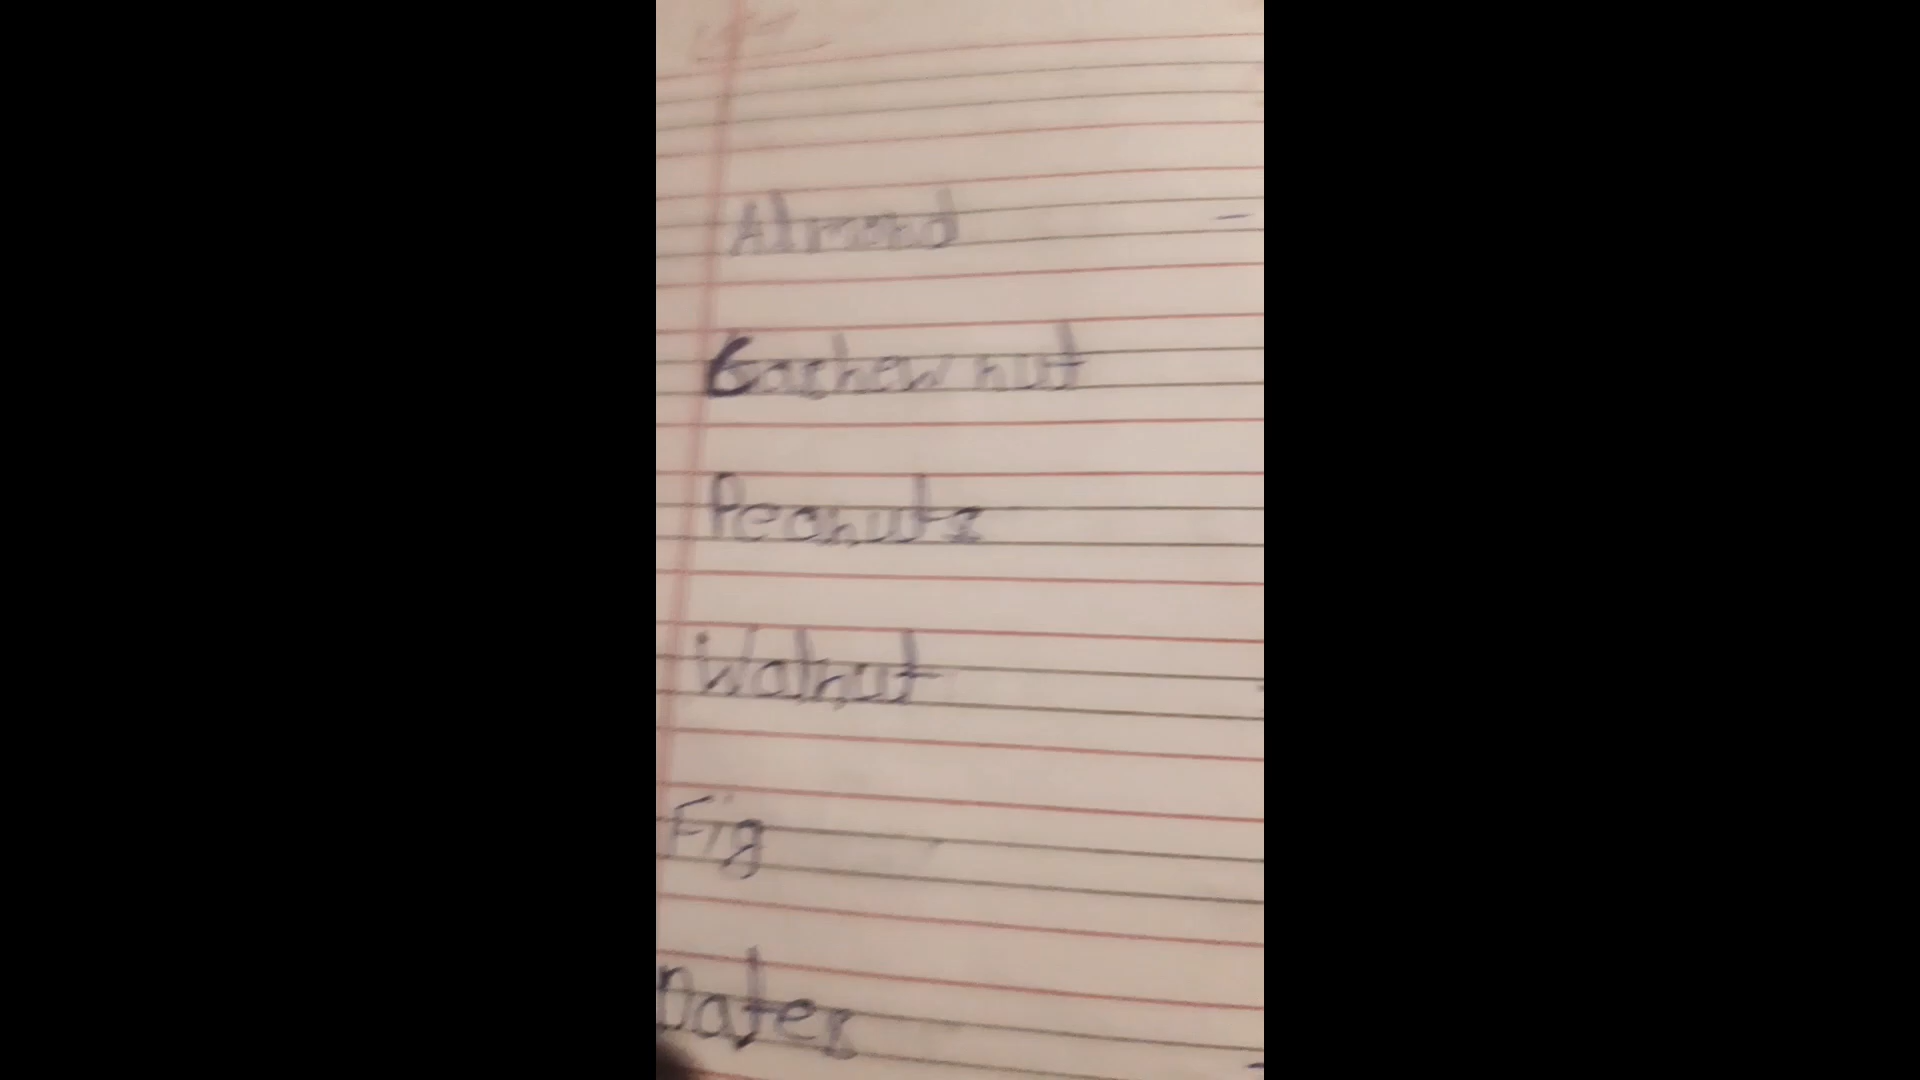 Almond -
Cashew nut
Peanuts
Walnut
Fig
Dates